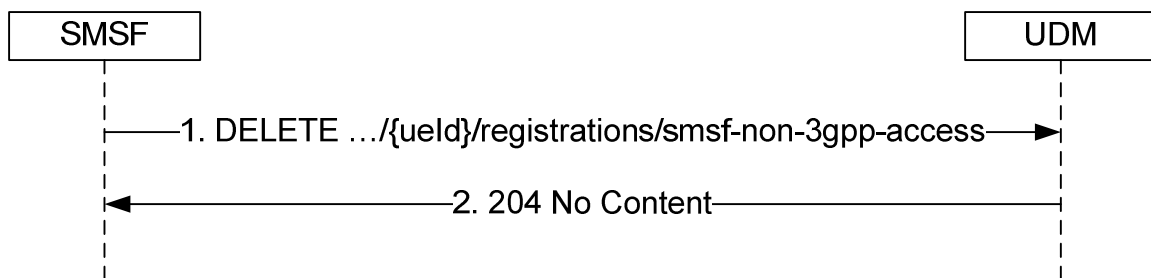 SMSF
UDM
1. DELETE …/{ueId}/registrations/smsf-non-3gpp-access
2. 204 No Content